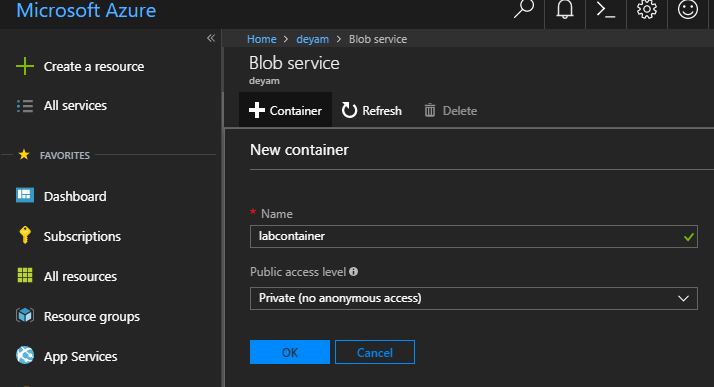 Microsoft Azure
Home > deyam > Blob service
Create a resource
All services
FAVORITES
Dashboard
Subscriptions
All resources
Resource groups
App Services
Blob service
deyam
Container Refresh Delete
New container
* Name
labcontainer
Public access level
Private (no anonymous access)
OK Cancel